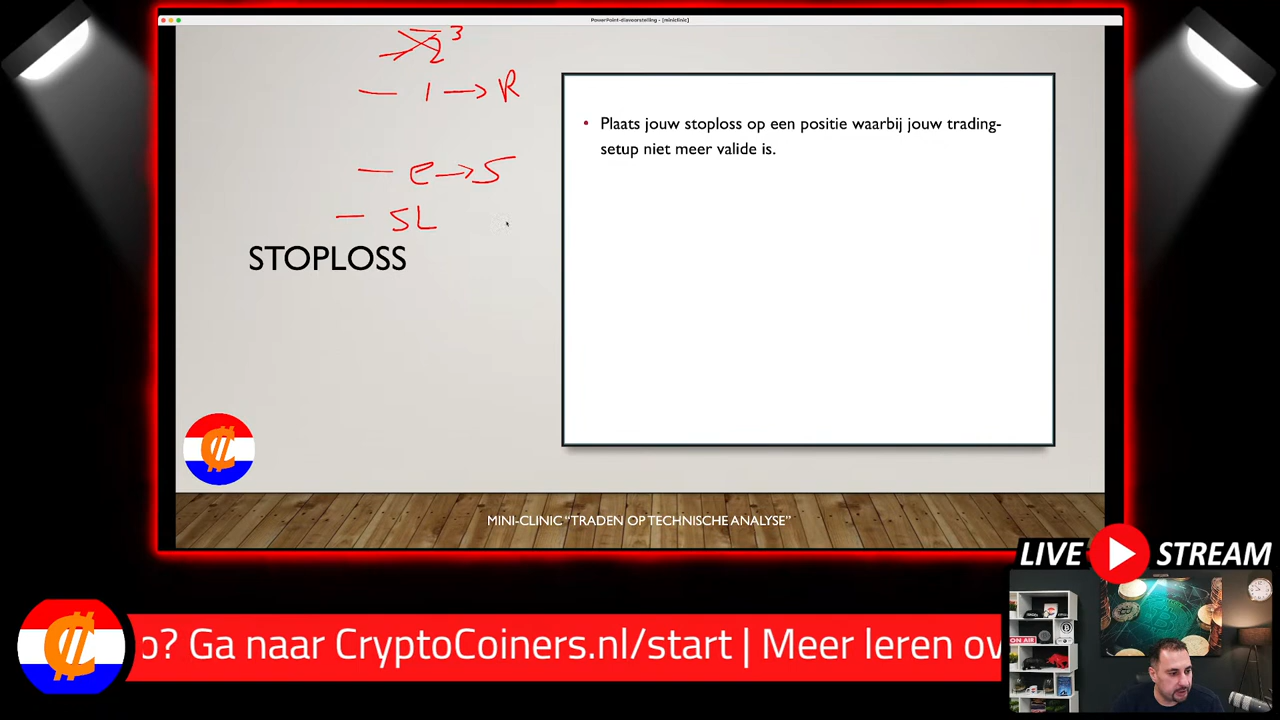 PowerPoint-diavoorstelling - [miniclinic]
2 3
— 1 → R
— e → S
— SL
STOPLOSS
• Plaats jouw stoploss op een positie waarbij jouw trading-
setup niet meer valide is.
MINI-CLINIC “TRADEN OP TECHNISCHE ANALYSE”
LIVE STREAM
o? Ga naar CryptoCoiners.nl/start | Meer leren ov
ON AIR